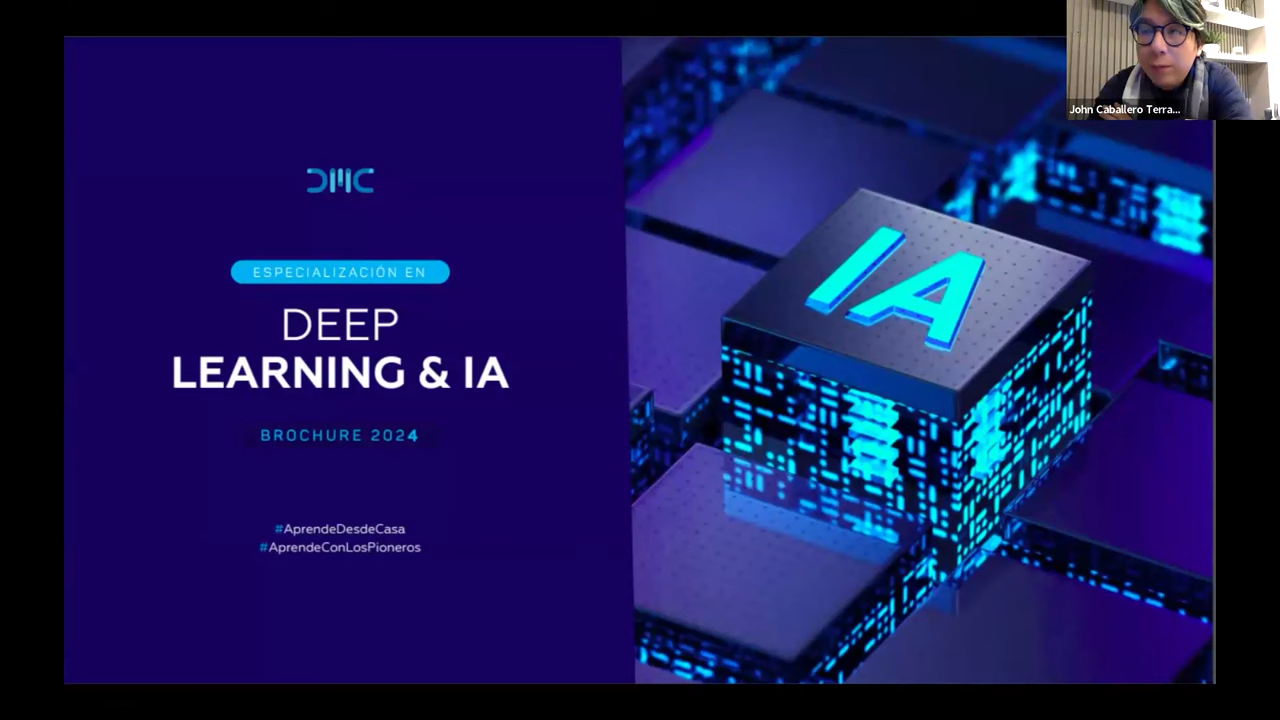 DMC
ESPECIALIZACIÓN EN
DEEP
LEARNING & IA
BROCHURE 2024
#AprendeDesdeCasa
#AprendeConLosPioneros
IA
John Caballero Terra...